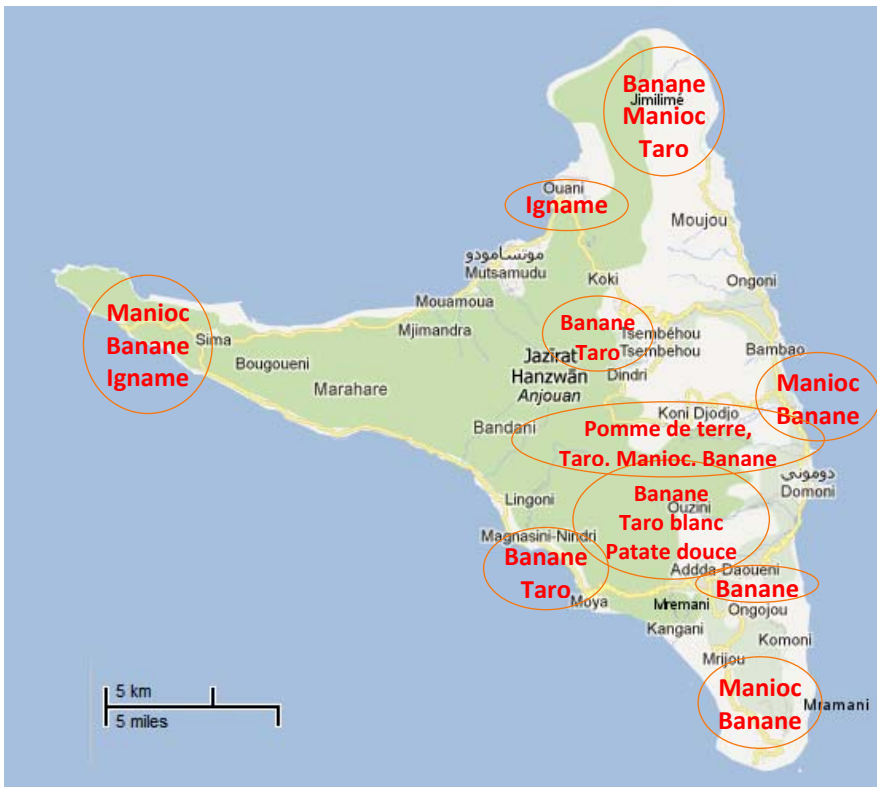 Banane
Jimilimé
Manioc
Taro
Ouani
Igname
Moujou
موتسامودو
Mutsamudu
Koki
Ongoni
Mouamoua
Manioc
Banane
Igname
Sima
Mjimandra
Banane
Taro
Tsembéhou
Tsembehou
Bambao
Bougoueni
Jazīrat
Hanzwān
Anjouan
Dindri
Marahare
Manioc
Banane
Koni Djodjo
Bandani
Pomme de terre,
Taro. Manioc. Banane
دوموني
Domoni
Lingoni
Banane
Ouzini
Taro blanc
Patate douce
Magnasini-Nindri
Banane
Taro
Addda-Daoueni
Banane
Moya
Mremani
Ongojou
Kangani
Komoni
Mrijou
Manioc
Banane
Mramani
5 km
5 miles